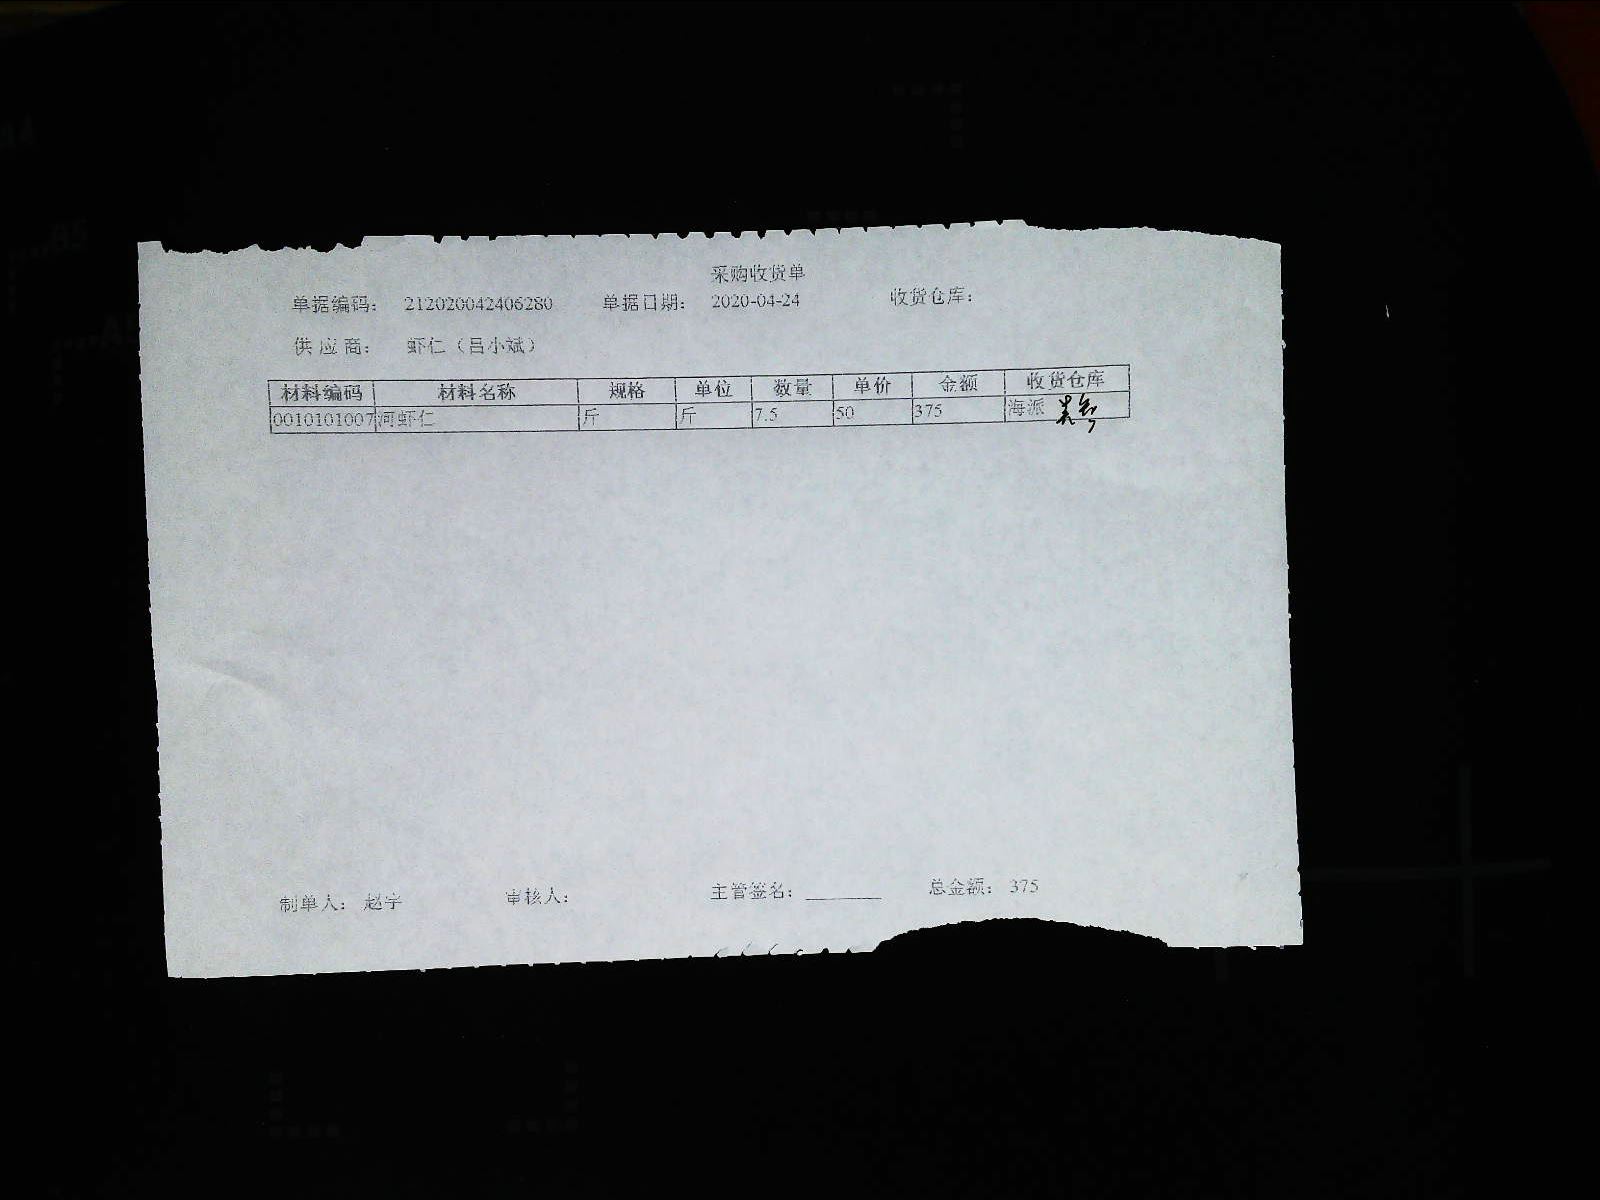 采购收货单
单据编码： 212020042406280 单据日期： 2020-04-24 收货仓库：
供 应 商： 虾仁（吕小斌）
材料编码 材料名称 规格 单位 数量 单价 金额 收货仓库
0010101007 河虾仁 斤 斤 7.5 50 375 海派
制单人： 赵宇 审核人： 主管签名： 总金额： 375